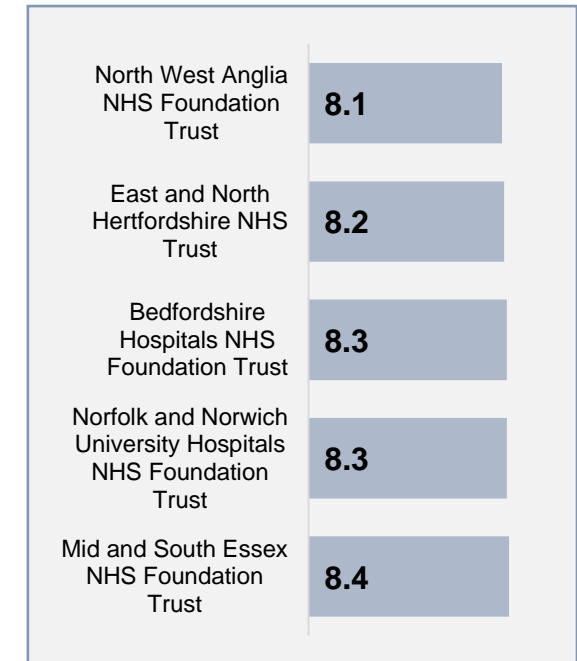 North West Anglia
NHS Foundation
Trust
8.1
East and North
Hertfordshire NHS
Trust
8.2
Bedfordshire
Hospitals NHS
Foundation Trust
8.3
Norfolk and Norwich
University Hospitals
NHS Foundation
Trust
8.3
Mid and South Essex
NHS Foundation
Trust
8.4